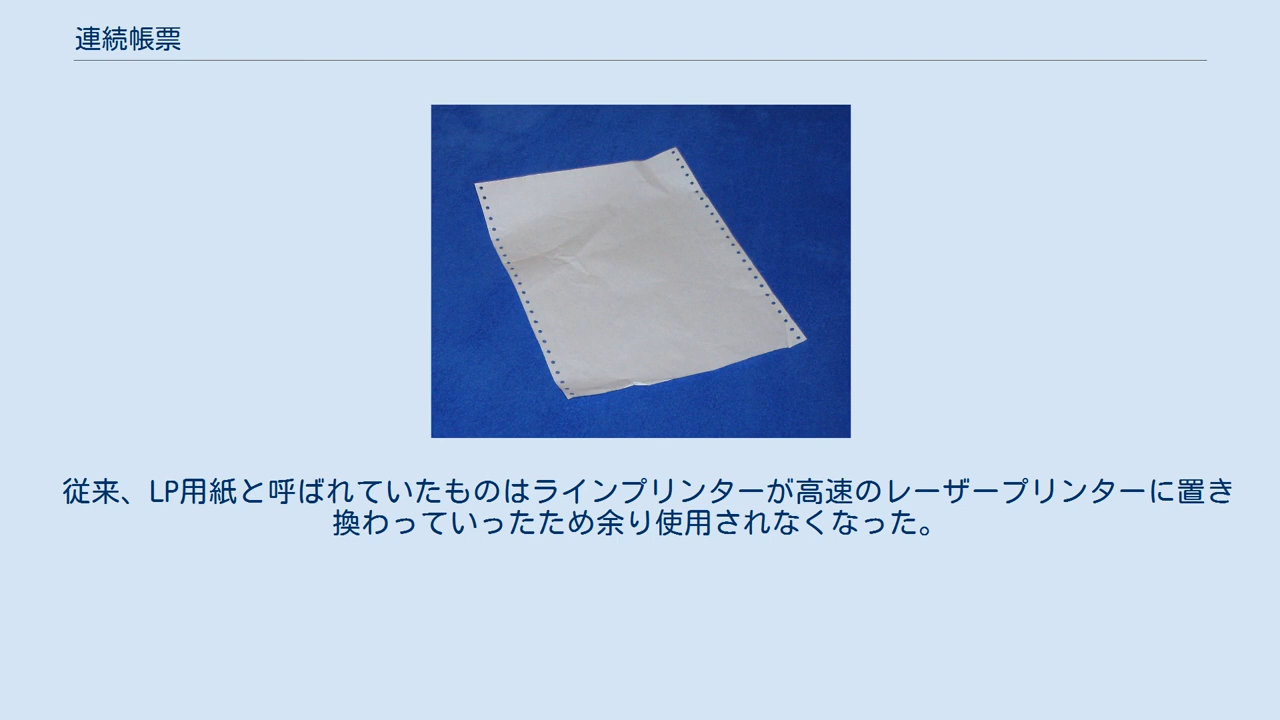 連続帳票
従来、LP用紙と呼ばれていたものはラインプリンターが高速のレーザープリンターに置き
換わっていったため余り使用されなくなった。